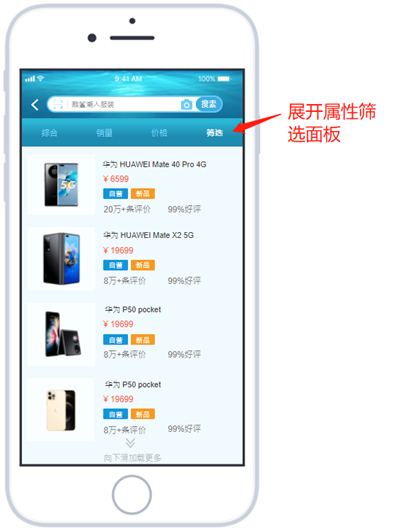 9:41 AM
100%
酷鲨潮人服装
搜索
综合
销量
价格
筛选
展开属性筛
选面板
华为 HUAWEI Mate 40 Pro 4G
¥ 6599
自营 新品
20万+条评价 99%好评
华为 HUAWEI Mate X2 5G
¥ 19699
自营 新品
8万+条评价 99%好评
华为 P50 pocket
¥ 19699
自营 新品
8万+条评价 99%好评
华为 P50 pocket
¥ 19699
自营 新品
8万+条评价 99%好评
向下滑加载更多